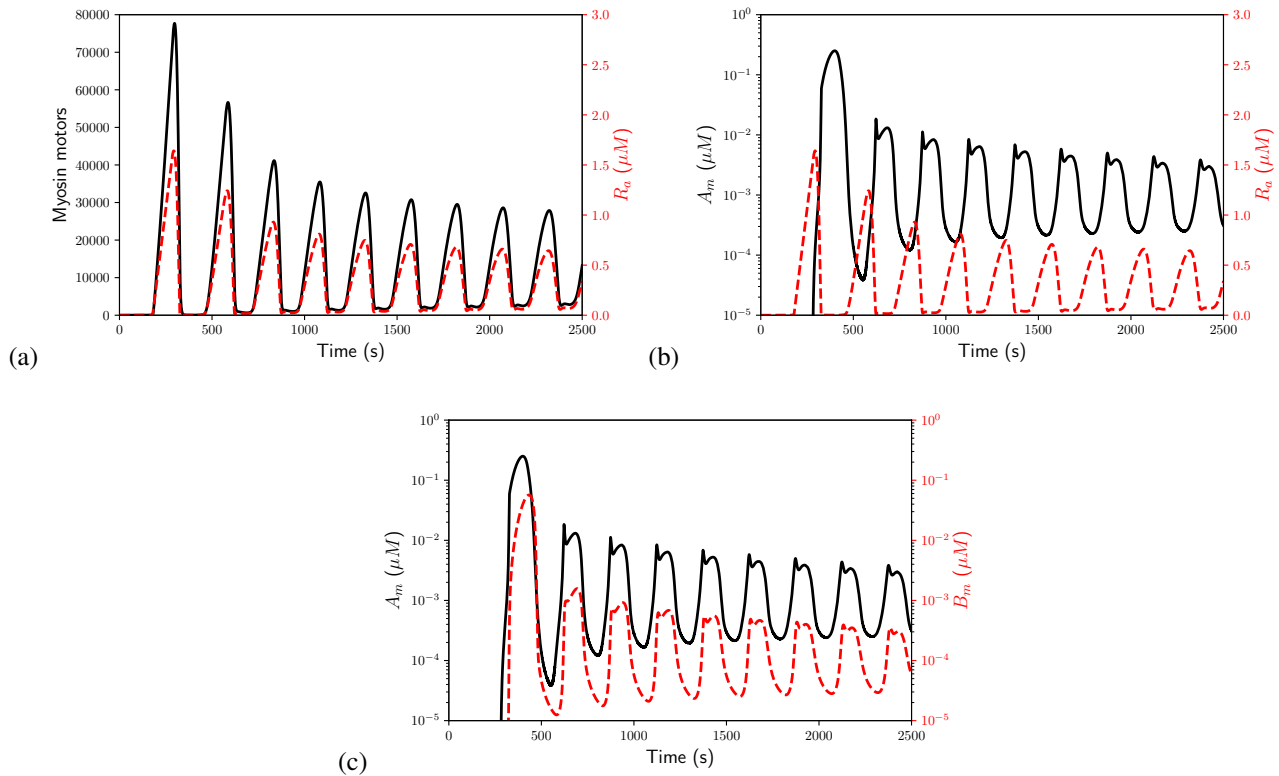 80000
70000
60000
50000
40000
30000
20000
10000
0
Myosin motors
3.0
2.5
2.0
1.5
1.0
0.5
0.0
R_a (μM)
0 500 1000 1500 2000 2500
Time (s)
(a)
10^0
10^{-1}
10^{-2}
10^{-3}
10^{-4}
10^{-5}
A_m (μM)
3.0
2.5
2.0
1.5
1.0
0.5
0.0
R_a (μM)
0 500 1000 1500 2000 2500
Time (s)
(b)
10^0
10^{-1}
10^{-2}
10^{-3}
10^{-4}
10^{-5}
A_m (μM)
10^0
10^{-1}
10^{-2}
10^{-3}
10^{-4}
10^{-5}
B_m (μM)
0 500 1000 1500 2000 2500
Time (s)
(c)